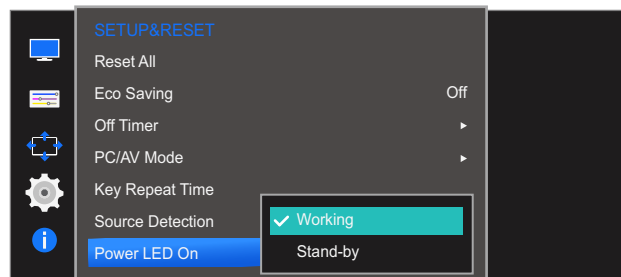 SETUP&RESET
Reset All
Eco Saving Off
Off Timer
PC/AV Mode
Key Repeat Time
Source Detection
Working
Power LED On
Stand-by